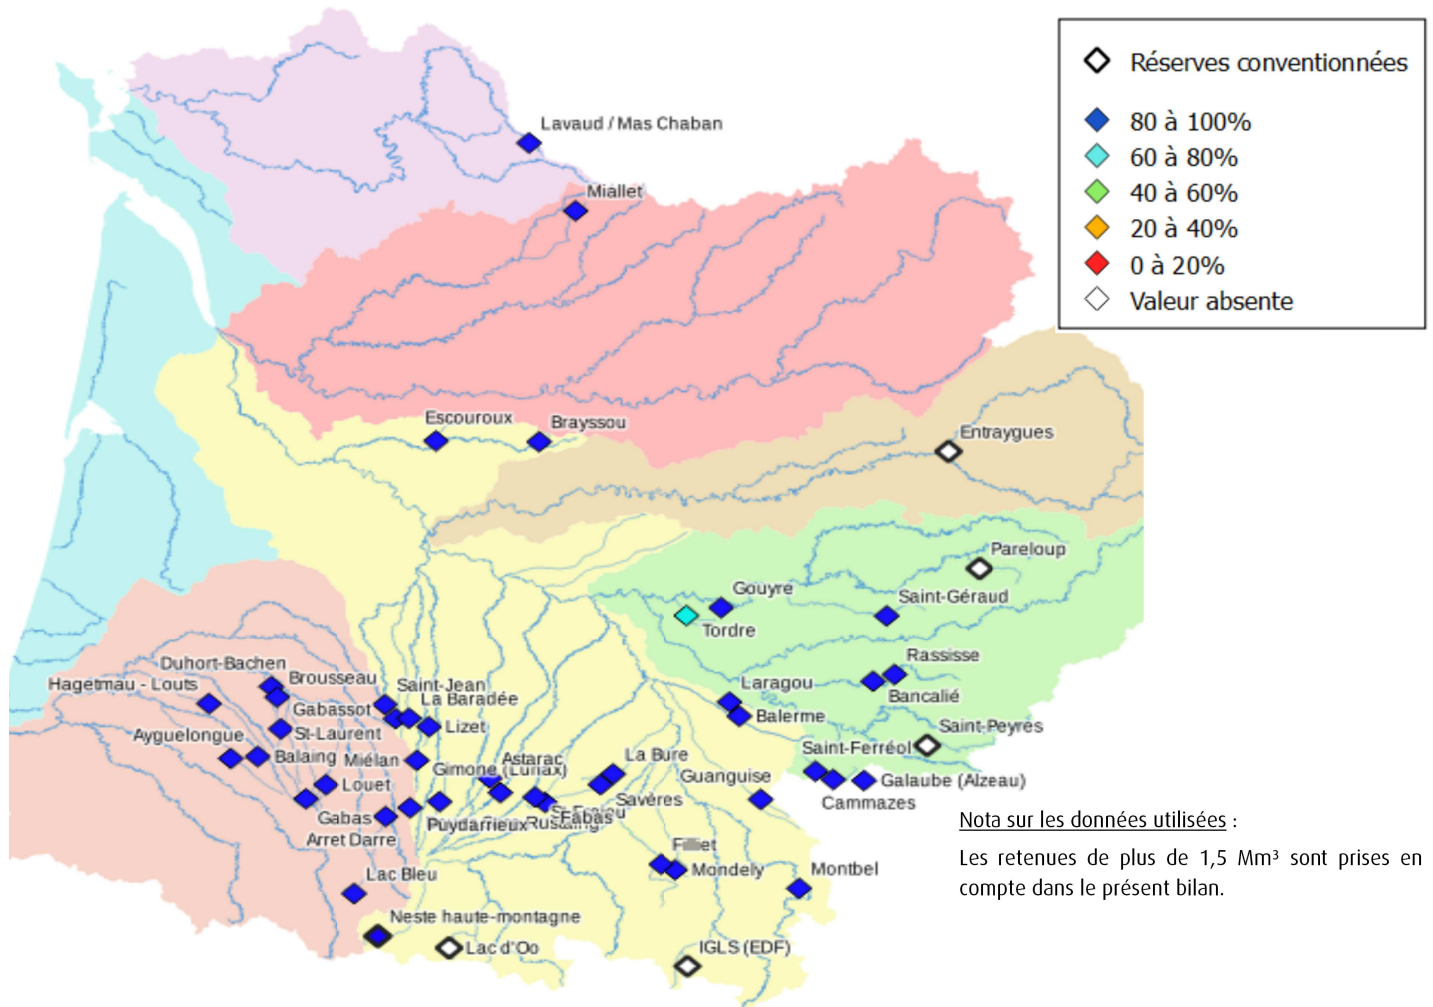 Réserves conventionnées
80 à 100%
60 à 80%
40 à 60%
20 à 40%
0 à 20%
Valeur absente
Lavaud / Mas Chaban
Miallet
Escouroux
Brayssou
Entraygues
Pareloup
Gouyre
Saint-Géraud
Tordre
Rassisse
Bancalié
Laragou
Balerme
Saint-Peyres
Saint-Ferréol
Galaube (Alzeau)
Cammazes
Duhort-Bachen
Brousseau
Hagetmau - Louts
Saint-Jean
La Baradée
Gabassot
Lizet
St-Laurent
Ayguelongue
Balaing
Miélan
Astarac
Gimone (Lunax)
La Bure
Guanguise
Louet
Savères
Gabas
Puydarrieux
Fabas
Arret Darre
Mondely
Montbel
Lac Bleu
Neste haute-montagne
Lac d'Oo
IGLS (EDF)
Nota sur les données utilisées :
Les retenues de plus de 1,5 Mm³ sont prises en
compte dans le présent bilan.